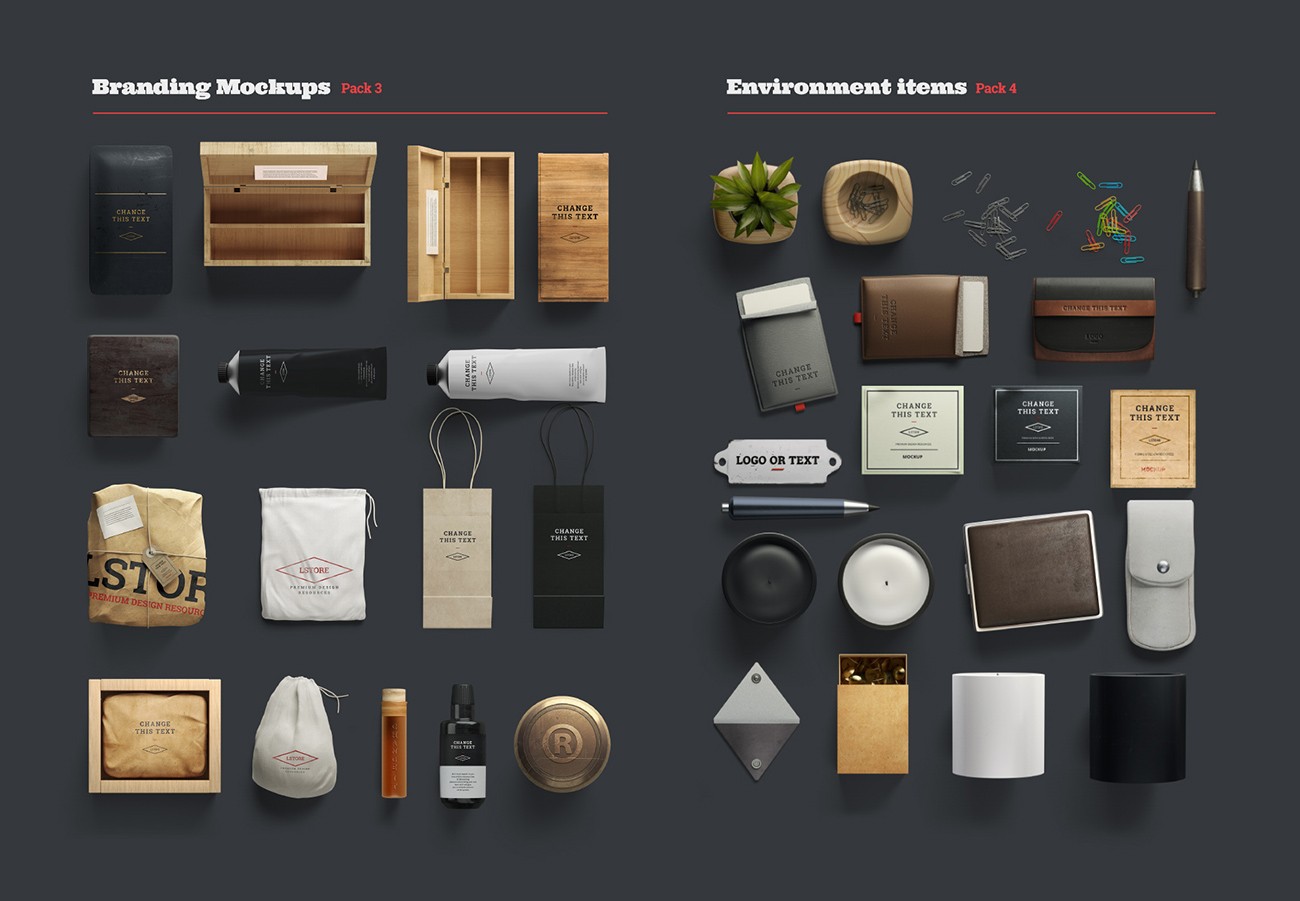 Branding Mockups Pack 3
CHANGE
THIS TEXT
CHANGE
THIS TEXT
CHANGE
THIS TEXT
CHANGE
THIS TEXT
CHANGE
THIS TEXT
LSTOR
PREMIUM DESIGN RESOURC
LSTORE
PREMIUM DESIGN
RESOURCES
CHANGE
THIS TEXT
CHANGE
THIS TEXT
CHANGE
THIS TEXT
LSTORE
CHANGE
CHANGE
THIS TEXT
R
Environment items Pack 4
CHANGE
THIS TEXT
CHANGE
THIS TEXT
CHANGE THIS TEXT
CHANGE
THIS TEXT
MOCKUP
CHANGE
THIS TEXT
MOCKUP
CHANGE
THIS TEXT
MOCKUP
LOGO OR TEXT